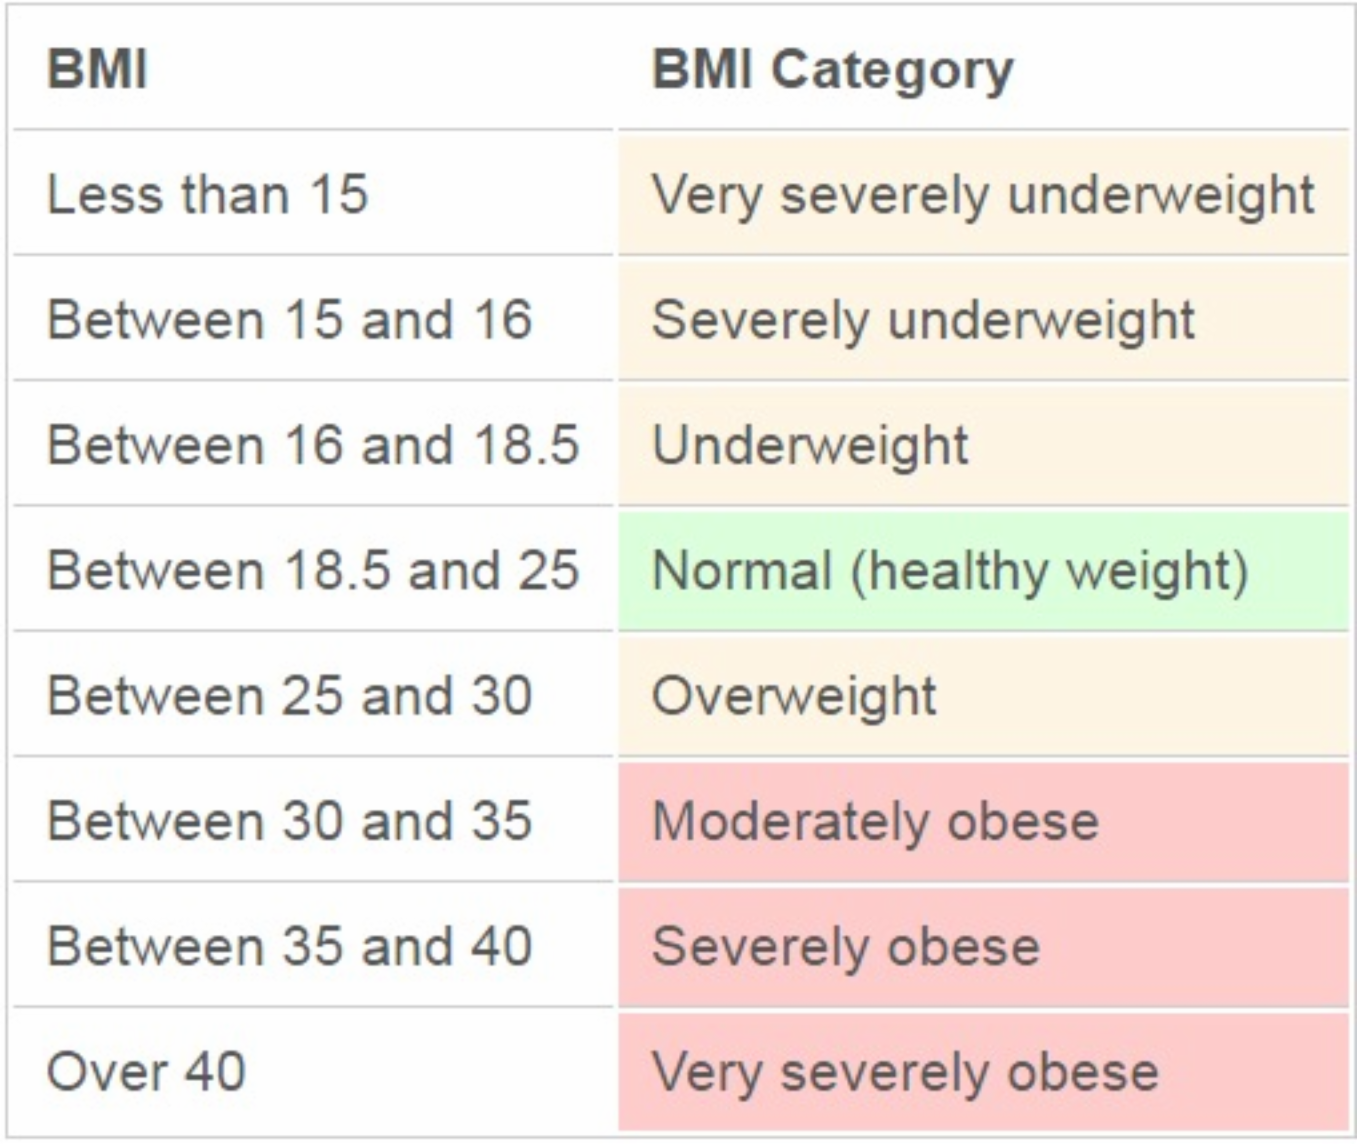 BMI BMI Category
Less than 15 Very severely underweight
Between 15 and 16 Severely underweight
Between 16 and 18.5 Underweight
Between 18.5 and 25 Normal (healthy weight)
Between 25 and 30 Overweight
Between 30 and 35 Moderately obese
Between 35 and 40 Severely obese
Over 40 Very severely obese